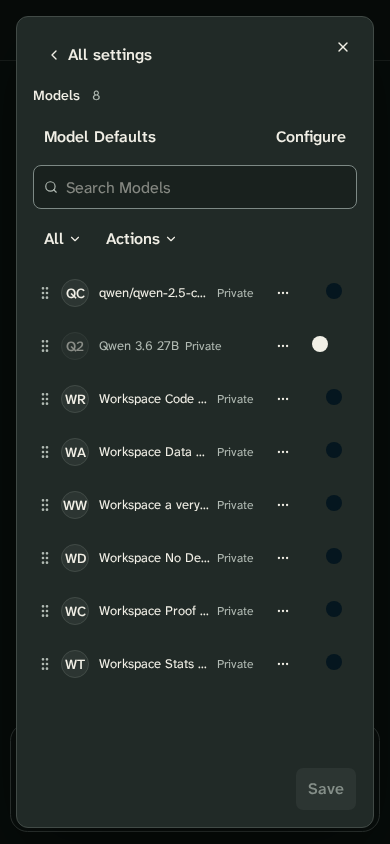 All settings
Models 8
Model Defaults Configure
Search Models
All Actions
QC qwen/qwen-2.5-c... Private
Q2 Qwen 3.6 27B Private
WR Workspace Code ... Private
WA Workspace Data ... Private
WW Workspace a very... Private
WD Workspace No De... Private
WC Workspace Proof ... Private
WT Workspace Stats ... Private
Save